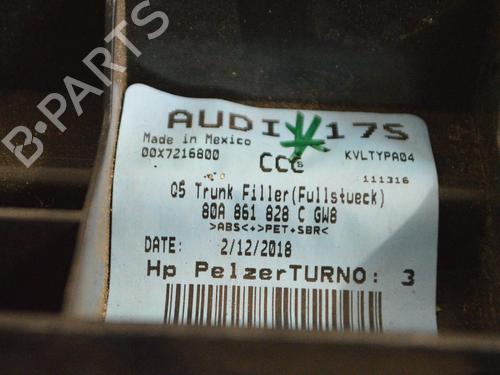 B-PARTS
AUDI 17S
Made in Mexico
00X7216800
CCC
KVLTYPA04
111316
Q5 Trunk Filler(Fullstueck)
80A 861 828 C GW8
>ABS<+>PET+SBR<
DATE: 2/12/2018
Hp PelzerTURNO: 3